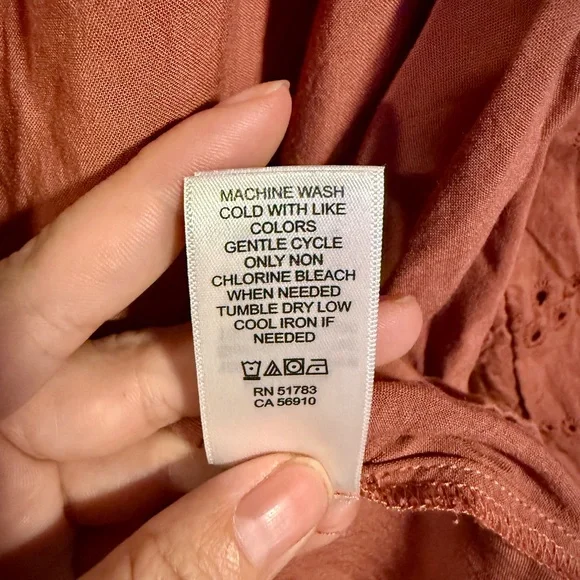 MACHINE WASH
COLD WITH LIKE
COLORS
GENTLE CYCLE
ONLY NON
CHLORINE BLEACH
WHEN NEEDED
TUMBLE DRY LOW
COOL IRON IF
NEEDED
RN 51783
CA 56910